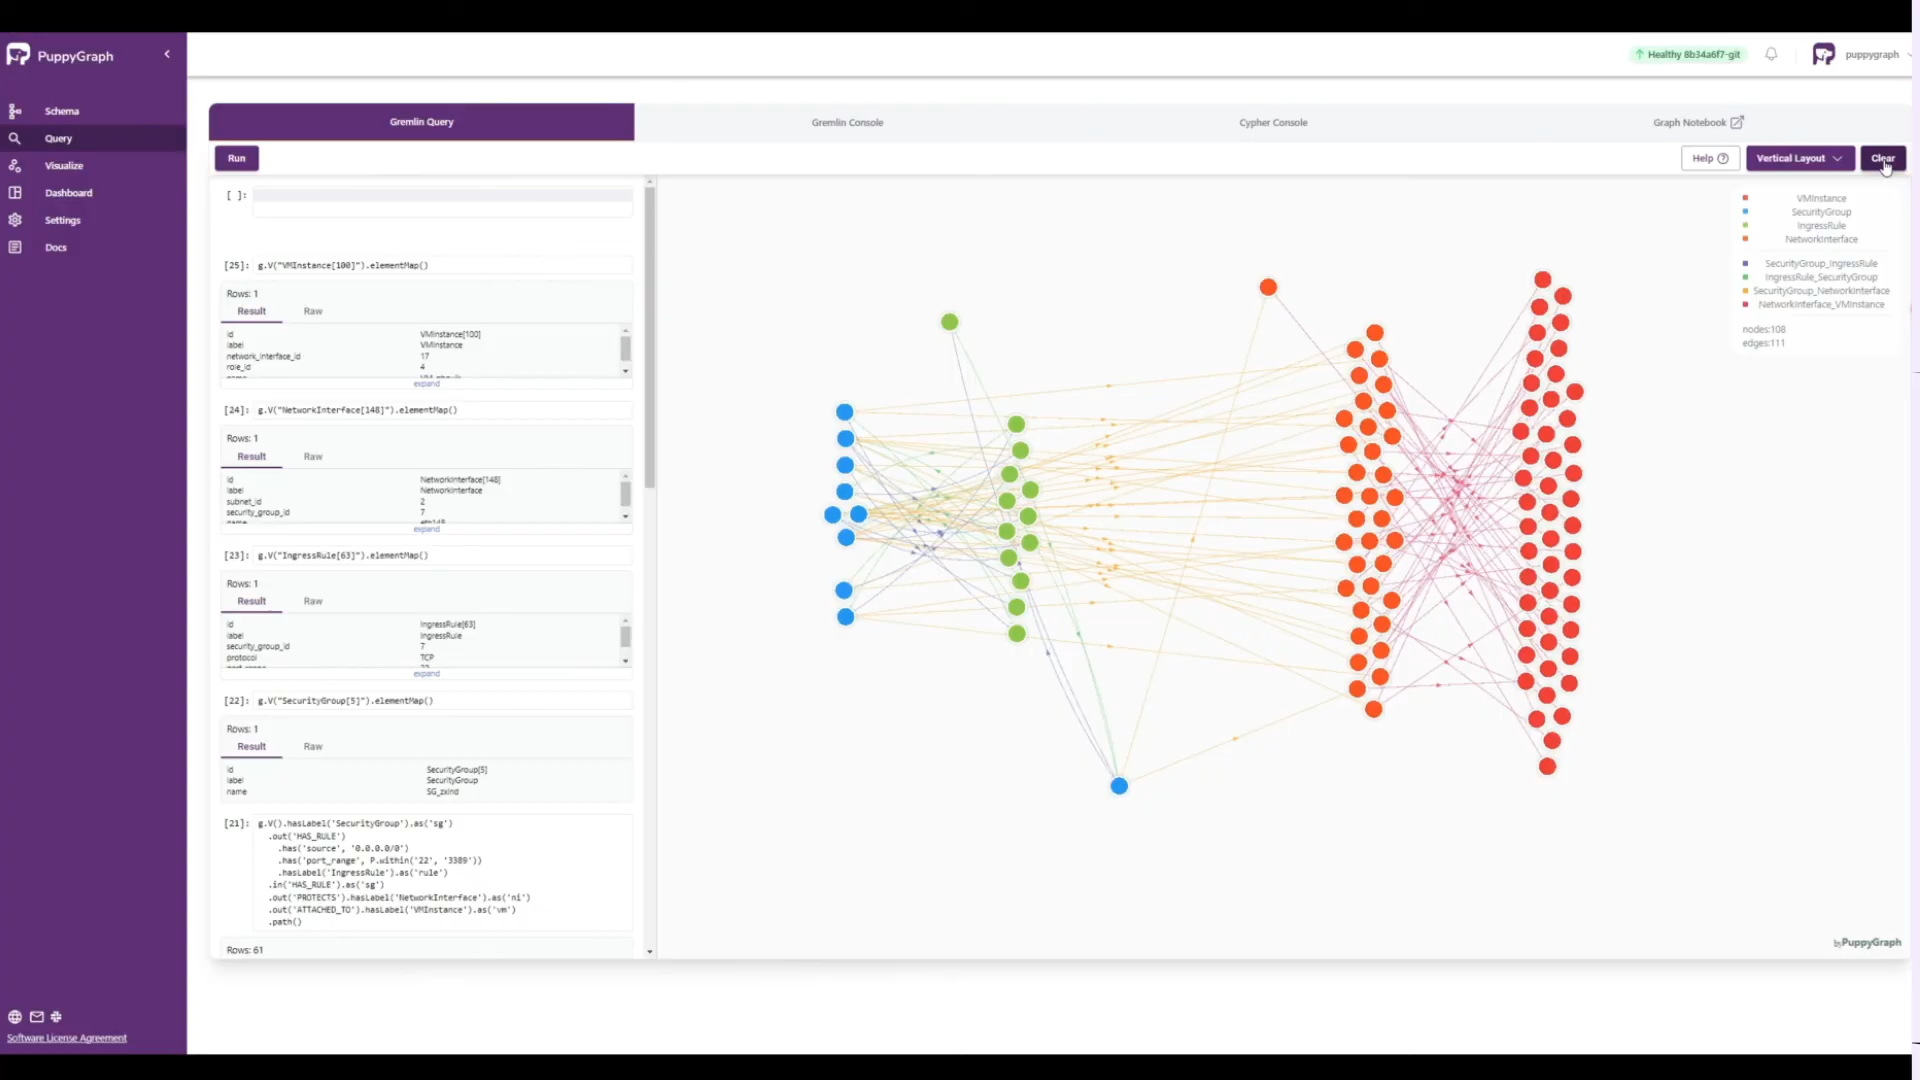 PuppyGraph
Healthy 8b34a6f7-git
puppygraph
Schema
Query
Visualize
Dashboard
Settings
Docs
Gremlin Query
Gremlin Console
Cypher Console
Graph Notebook
Run
Help
Vertical Layout
Clear
[ ]:
[25]: g.V("VMInstance[100]").elementMap()
Rows: 1
Result Raw
id VMInstance[100]
label VMInstance
network_interface_id 17
role_id 4
expand
[24]: g.V("NetworkInterface[148]").elementMap()
Rows: 1
Result Raw
id NetworkInterface[148]
label NetworkInterface
subnet_id 2
security_group_id 7
expand
[23]: g.V("IngressRule[63]").elementMap()
Rows: 1
Result Raw
id IngressRule[63]
label IngressRule
security_group_id 7
protocol TCP
expand
[22]: g.V("SecurityGroup[5]").elementMap()
Rows: 1
Result Raw
id SecurityGroup[5]
label SecurityGroup
name SG_zxind
[21]: g.V().hasLabel('SecurityGroup').as('sg')
.out('HAS_RULE')
.has('source', '0.0.0.0/0')
.has('port_range', P.within('22', '3389'))
.hasLabel('IngressRule').as('rule')
.in('HAS_RULE').as('sg')
.out('PROTECTS').hasLabel('NetworkInterface').as('ni')
.out('ATTACHED_TO').hasLabel('VMInstance').as('vm')
.path()
Rows: 61
VMInstance
SecurityGroup
IngressRule
NetworkInterface
SecurityGroup_IngressRule
IngressRule_SecurityGroup
SecurityGroup_NetworkInterface
NetworkInterface_VMInstance
nodes:108
edges:111
by PuppyGraph
Software License Agreement